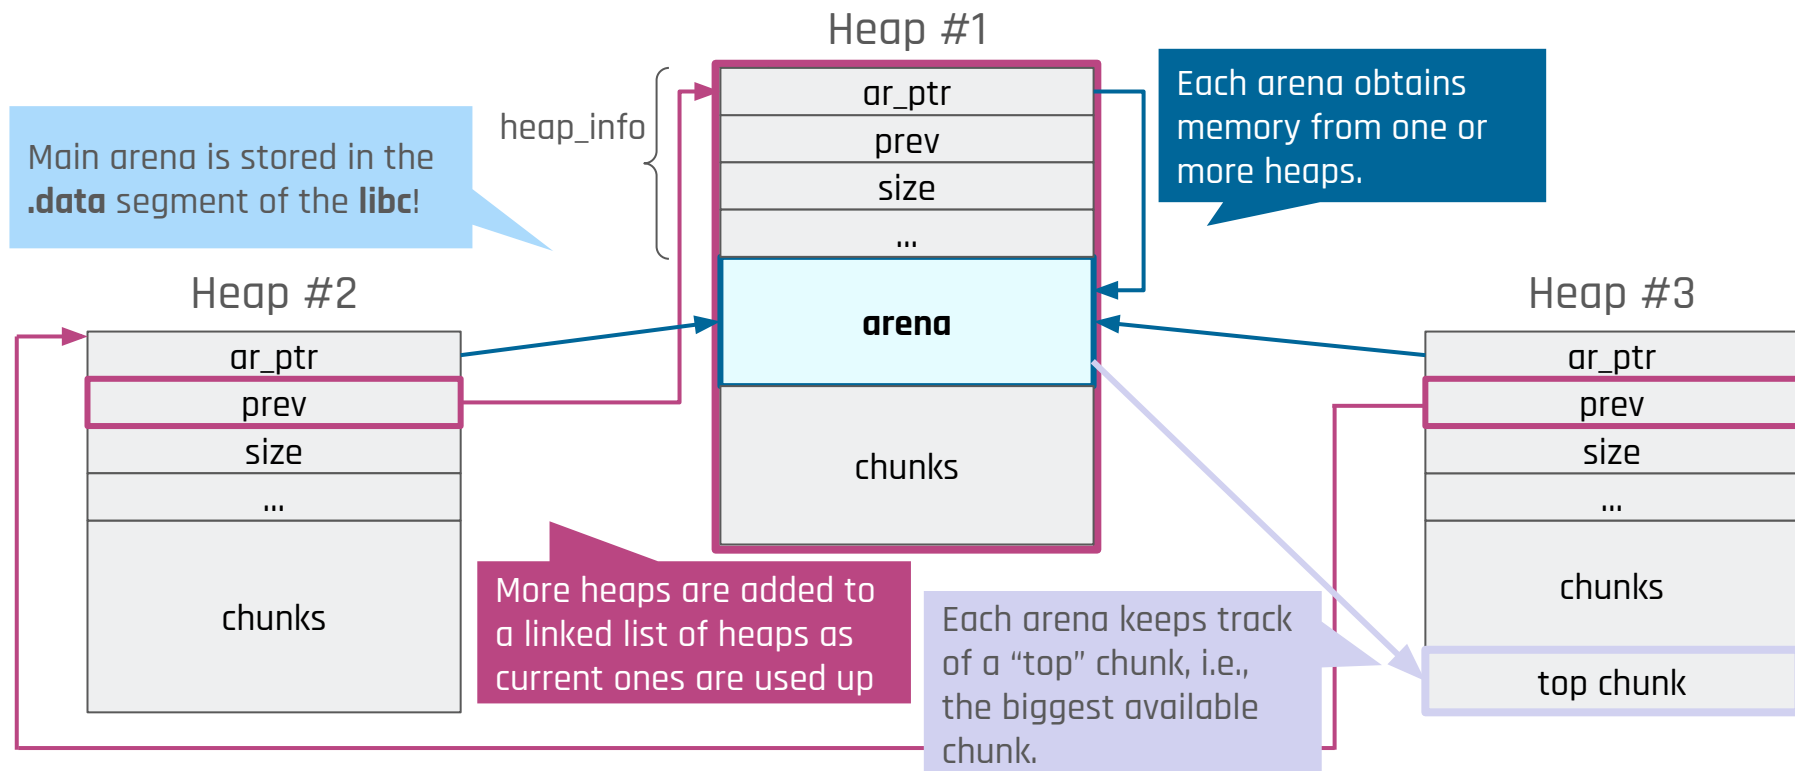 Heap #1
ar_ptr
prev
size
...
arena
chunks
heap_info
Each arena obtains
memory from one or
more heaps.
Main arena is stored in the
.data segment of the libc!
Heap #2
ar_ptr
prev
size
...
chunks
Heap #3
ar_ptr
prev
size
...
chunks
top chunk
More heaps are added to
a linked list of heaps as
current ones are used up
Each arena keeps track
of a “top” chunk, i.e.,
the biggest available
chunk.